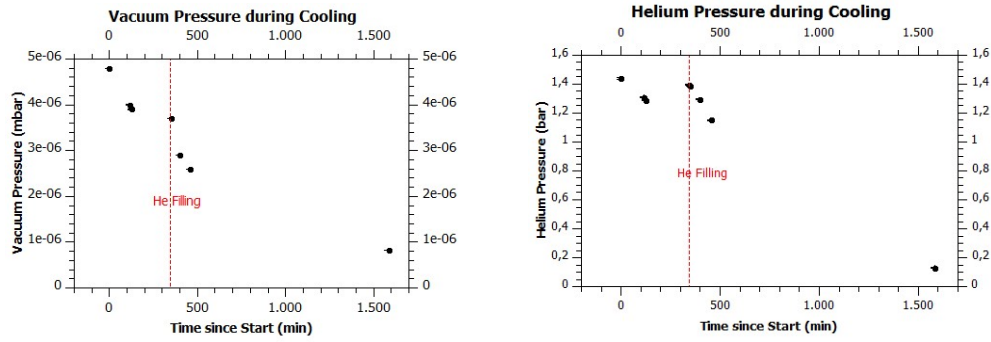 Vacuum Pressure during Cooling
0 500 1.000 1.500
5e-06 5e-06
4e-06 4e-06
3e-06 3e-06
2e-06 2e-06
1e-06 1e-06
0 0
Vacuum Pressure (mbar)
He Filling
0 500 1.000 1.500
Time since Start (min)
Helium Pressure during Cooling
0 500 1.000 1.500
1,6 1,6
1,4 1,4
1,2 1,2
1 1
0,8 0,8
0,6 0,6
0,4 0,4
0,2 0,2
0 0
Helium Pressure (bar)
He Filling
0 500 1.000 1.500
Time since Start (min)